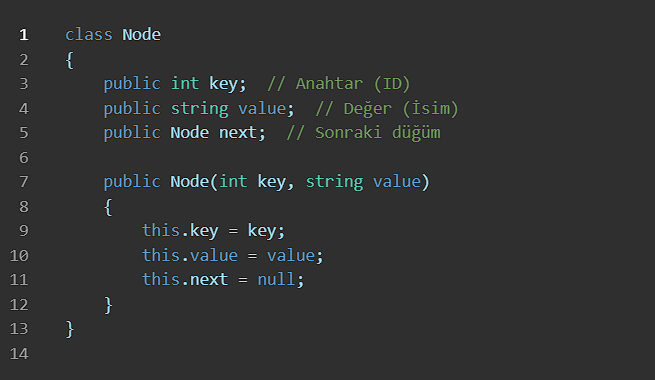 1 class Node
2 {
3 public int key; // Anahtar (ID)
4 public string value; // Değer (İsim)
5 public Node next; // Sonraki düğüm
6
7 public Node(int key, string value)
8 {
9 this.key = key;
10 this.value = value;
11 this.next = null;
12 }
13 }
14